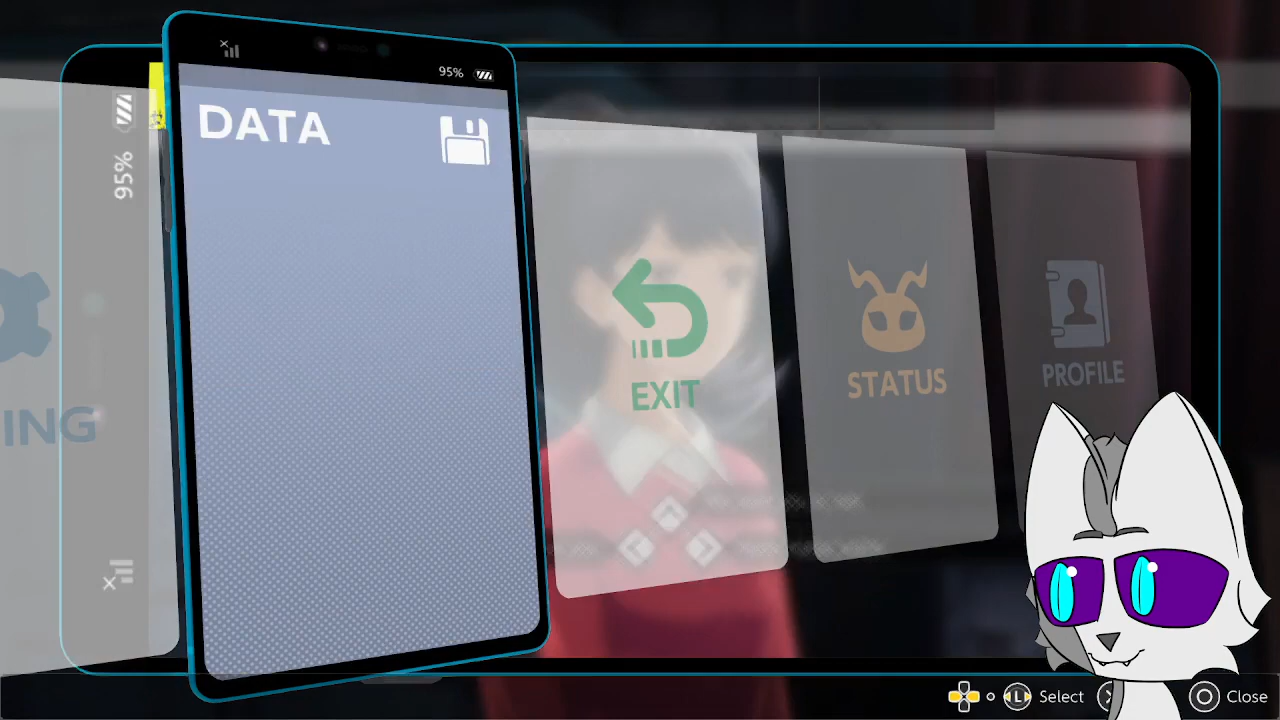 95%
DATA
95%
ING
EXIT
STATUS
PROFILE
L Select
Close